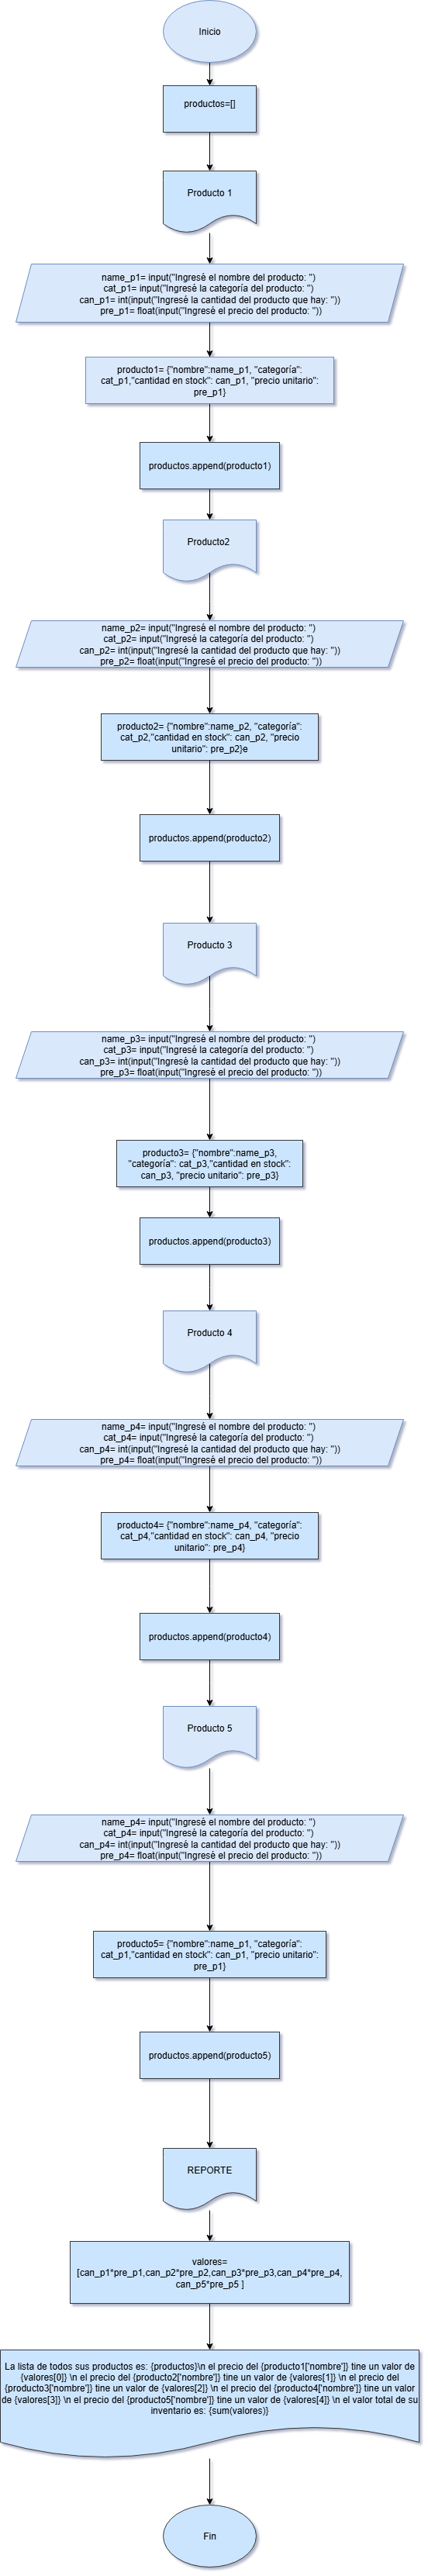 Inicio
productos=[]
Producto 1
name_p1= input("Ingresé el nombre del producto: ")
cat_p1= input("Ingresé la categoría del producto: ")
can_p1= int(input("Ingresé la cantidad del producto que hay: "))
pre_p1= float(input("Ingresé el precio del producto: "))
producto1= {"nombre":name_p1, "categoría":
cat_p1,"cantidad en stock": can_p1, "precio unitario":
pre_p1}
productos.append(producto1)
Producto2
name_p2= input("Ingresé el nombre del producto: ")
cat_p2= input("Ingresé la categoría del producto: ")
can_p2= int(input("Ingresé la cantidad del producto que hay: "))
pre_p2= float(input("Ingresé el precio del producto: "))
producto2= {"nombre":name_p2, "categoría":
cat_p2,"cantidad en stock": can_p2, "precio
unitario": pre_p2}e
productos.append(producto2)
Producto 3
name_p3= input("Ingresé el nombre del producto: ")
cat_p3= input("Ingresé la categoría del producto: ")
can_p3= int(input("Ingresé la cantidad del producto que hay: "))
pre_p3= float(input("Ingresé el precio del producto: "))
producto3= {"nombre":name_p3,
"categoría": cat_p3,"cantidad en stock":
can_p3, "precio unitario": pre_p3}
productos.append(producto3)
Producto 4
name_p4= input("Ingresé el nombre del producto: ")
cat_p4= input("Ingresé la categoría del producto: ")
can_p4= int(input("Ingresé la cantidad del producto que hay: "))
pre_p4= float(input("Ingresé el precio del producto: "))
producto4= {"nombre":name_p4, "categoría":
cat_p4,"cantidad en stock": can_p4, "precio
unitario": pre_p4}
productos.append(producto4)
Producto 5
name_p4= input("Ingresé el nombre del producto: ")
cat_p4= input("Ingresé la categoría del producto: ")
can_p4= int(input("Ingresé la cantidad del producto que hay: "))
pre_p4= float(input("Ingresé el precio del producto: "))
producto5= {"nombre":name_p1, "categoría":
cat_p1,"cantidad en stock": can_p1, "precio unitario":
pre_p1}
productos.append(producto5)
REPORTE
valores=
[can_p1*pre_p1,can_p2*pre_p2,can_p3*pre_p3,can_p4*pre_p4,
can_p5*pre_p5 ]
La lista de todos sus productos es: {productos}\n el precio del {producto1['nombre']} tine un valor de
{valores[0]} \n el precio del {producto2['nombre']} tine un valor de {valores[1]} \n el precio del
{producto3['nombre']} tine un valor de {valores[2]} \n el precio del {producto4['nombre']} tine un valor
de {valores[3]} \n el precio del {producto5['nombre']} tine un valor de {valores[4]} \n el valor total de su
inventario es: {sum(valores)}
Fin